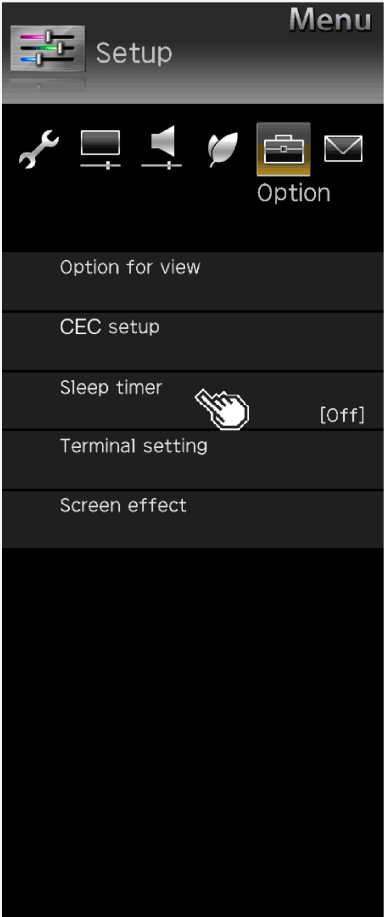 Menu
Setup
Option
Option for view
CEC setup
Sleep timer
[Off]
Terminal setting
Screen effect